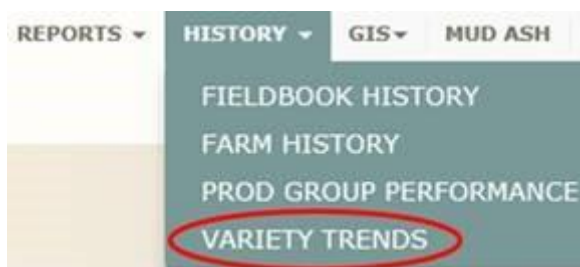 REPORTS HISTORY GIS MUD ASH
FIELDBOOK HISTORY
FARM HISTORY
PROD GROUP PERFORMANCE
VARIETY TRENDS